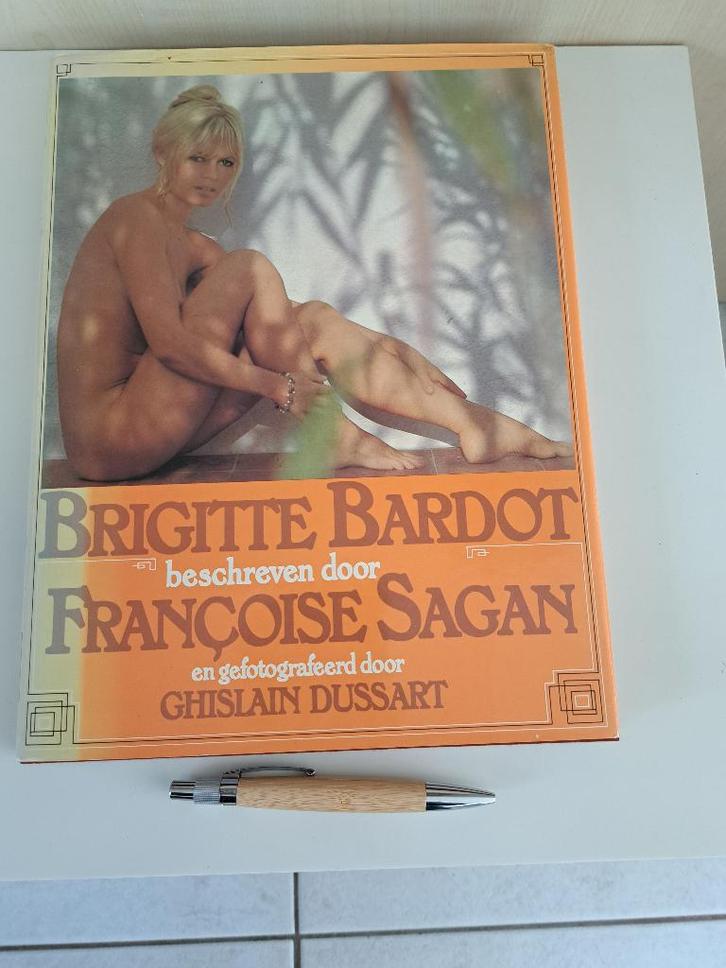 BRIGITTE BARDOT
beschreven door
FRANÇOISE SAGAN
en gefotografeerd door
GHISLAIN DUSSART